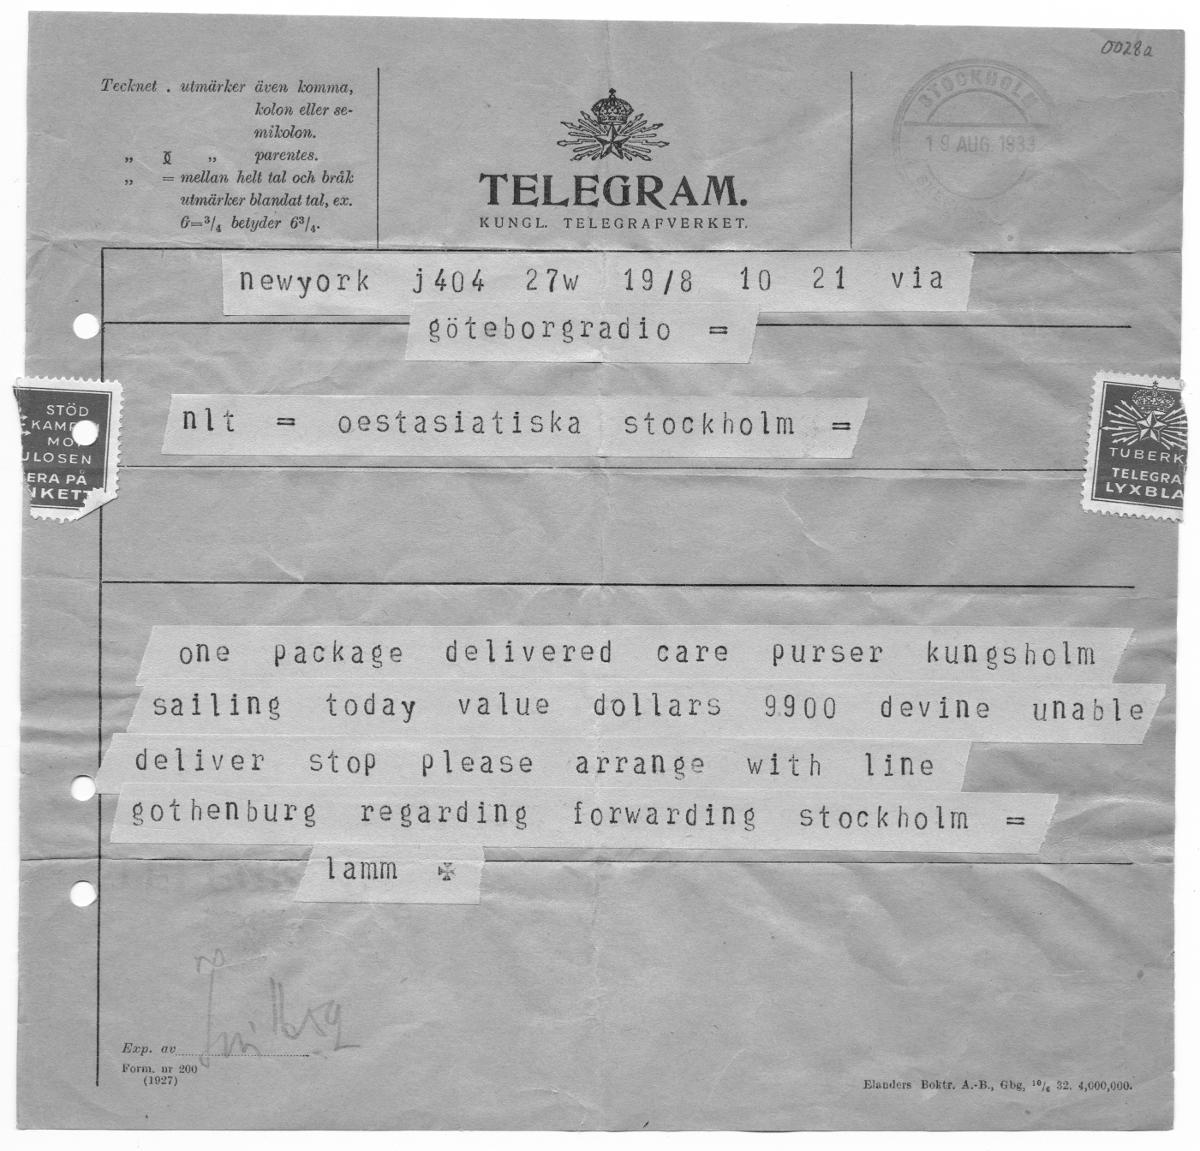 0028a
Tecknet . utmärker även komma,
kolon eller se-
mikolon.
„ )( „ parentes.
„ = mellan helt tal och bråk
utmärker blandat tal, ex.
6=³/₄ betyder 6³/₄.
TELEGRAM.
KUNGL. TELEGRAFVERKET.
STOCKHOLM
19 AUG. 1933
newyork j404 27w 19/8 10 21 via
göteborgradio =
nlt = oestasiatiska stockholm =
STÖD
KAMP
MO
ULOSEN
ERA PÅ
NKETT
TUBERK
TELEGRA
LYXBLA
one package delivered care purser kungsholm
sailing today value dollars 9900 devine unable
deliver stop please arrange with line
gothenburg regarding forwarding stockholm =
lamm ✠
Exp. av
Form. nr 200
(1927)
Elanders Boktr. A.-B., Gbg, ¹⁰/₆ 32. 4,000,000.